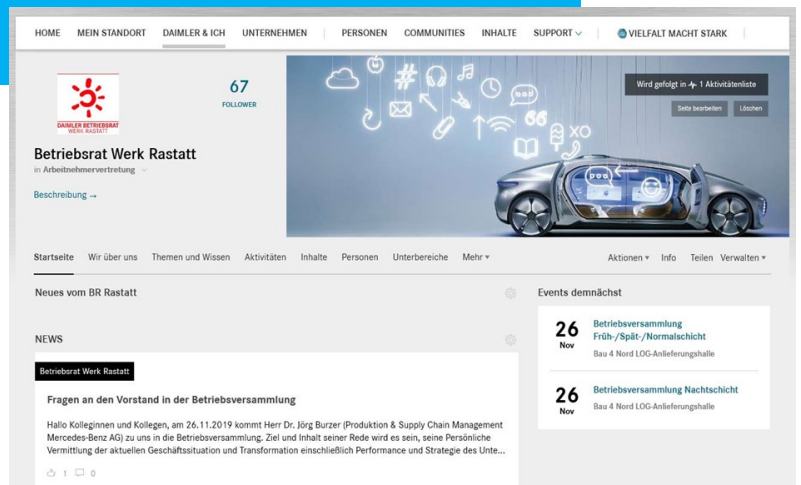 HOME MEIN STANDORT DAIMLER & ICH UNTERNEHMEN PERSONEN COMMUNITIES INHALTE SUPPORT VIELFALT MACHT STARK
67
FOLLOWER
DAIMLER BETRIEBSRAT
WERK RASTATT
Wird gefolgt in 1 Aktivitätenliste
Seite bearbeiten Löschen
# 66 XO
Betriebsrat Werk Rastatt
in Arbeitnehmervertretung
Beschreibung →
Startseite Wir über uns Themen und Wissen Aktivitäten Inhalte Personen Unterbereiche Mehr Aktionen Info Teilen Verwalten
Neues vom BR Rastatt
Events demnächst
26
Nov
Betriebsversammlung
Früh-/Spät-/Normalschicht
Bau 4 Nord LOG-Anlieferungshalle
26
Nov
Betriebsversammlung Nachtschicht
Bau 4 Nord LOG-Anlieferungshalle
NEWS
Betriebsrat Werk Rastatt
Fragen an den Vorstand in der Betriebsversammlung
Hallo Kolleginnen und Kollegen, am 26.11.2019 kommt Herr Dr. Jörg Burzer (Produktion & Supply Chain Management
Mercedes-Benz AG) zu uns in die Betriebsversammlung. Ziel und Inhalt seiner Rede wird es sein, seine Persönliche
Vermittlung der aktuellen Geschäftssituation und Transformation einschließlich Performance und Strategie des Unte...
1 0